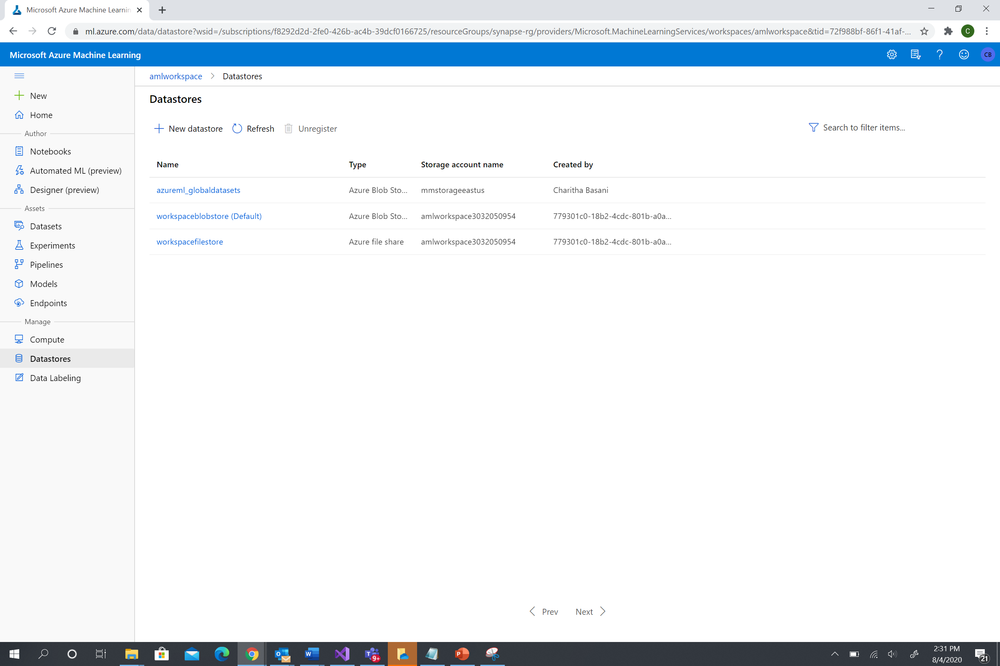 Microsoft Azure Machine Learnin
ml.azure.com/data/datastore?wsid=/subscriptions/f8292d2d-2fe0-426b-ac4b-39dcf0166725/resourceGroups/synapse-rg/providers/Microsoft.MachineLearningServices/workspaces/amlworkspace&tid=72f988bf-86f1-41af-...
C
Microsoft Azure Machine Learning
CB
amlworkspace > Datastores
New
Home
Author
Notebooks
Automated ML (preview)
Designer (preview)
Assets
Datasets
Experiments
Pipelines
Models
Endpoints
Manage
Compute
Datastores
Data Labeling
Datastores
New datastore Refresh Unregister Search to filter items...
Name Type Storage account name Created by
azureml_globaldatasets Azure Blob Sto... mmstorageeastus Charitha Basani
workspaceblobstore (Default) Azure Blob Sto... amlworkspace3032050954 779301c0-18b2-4cdc-801b-a0a...
workspacefilestore Azure file share amlworkspace3032050954 779301c0-18b2-4cdc-801b-a0a...
Prev Next
9+
2:31 PM
8/4/2020
21